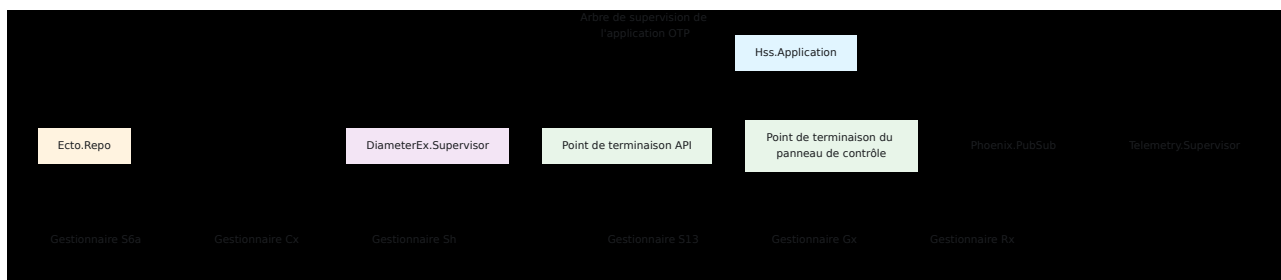 Arbre de supervision de
l'application OTP
Hss.Application
Ecto.Repo
DiameterEx.Supervisor
Point de terminaison API
Point de terminaison du
panneau de contrôle
Phoenix.PubSub
Telemetry.Supervisor
Gestionnaire S6a
Gestionnaire Cx
Gestionnaire Sh
Gestionnaire S13
Gestionnaire Gx
Gestionnaire Rx